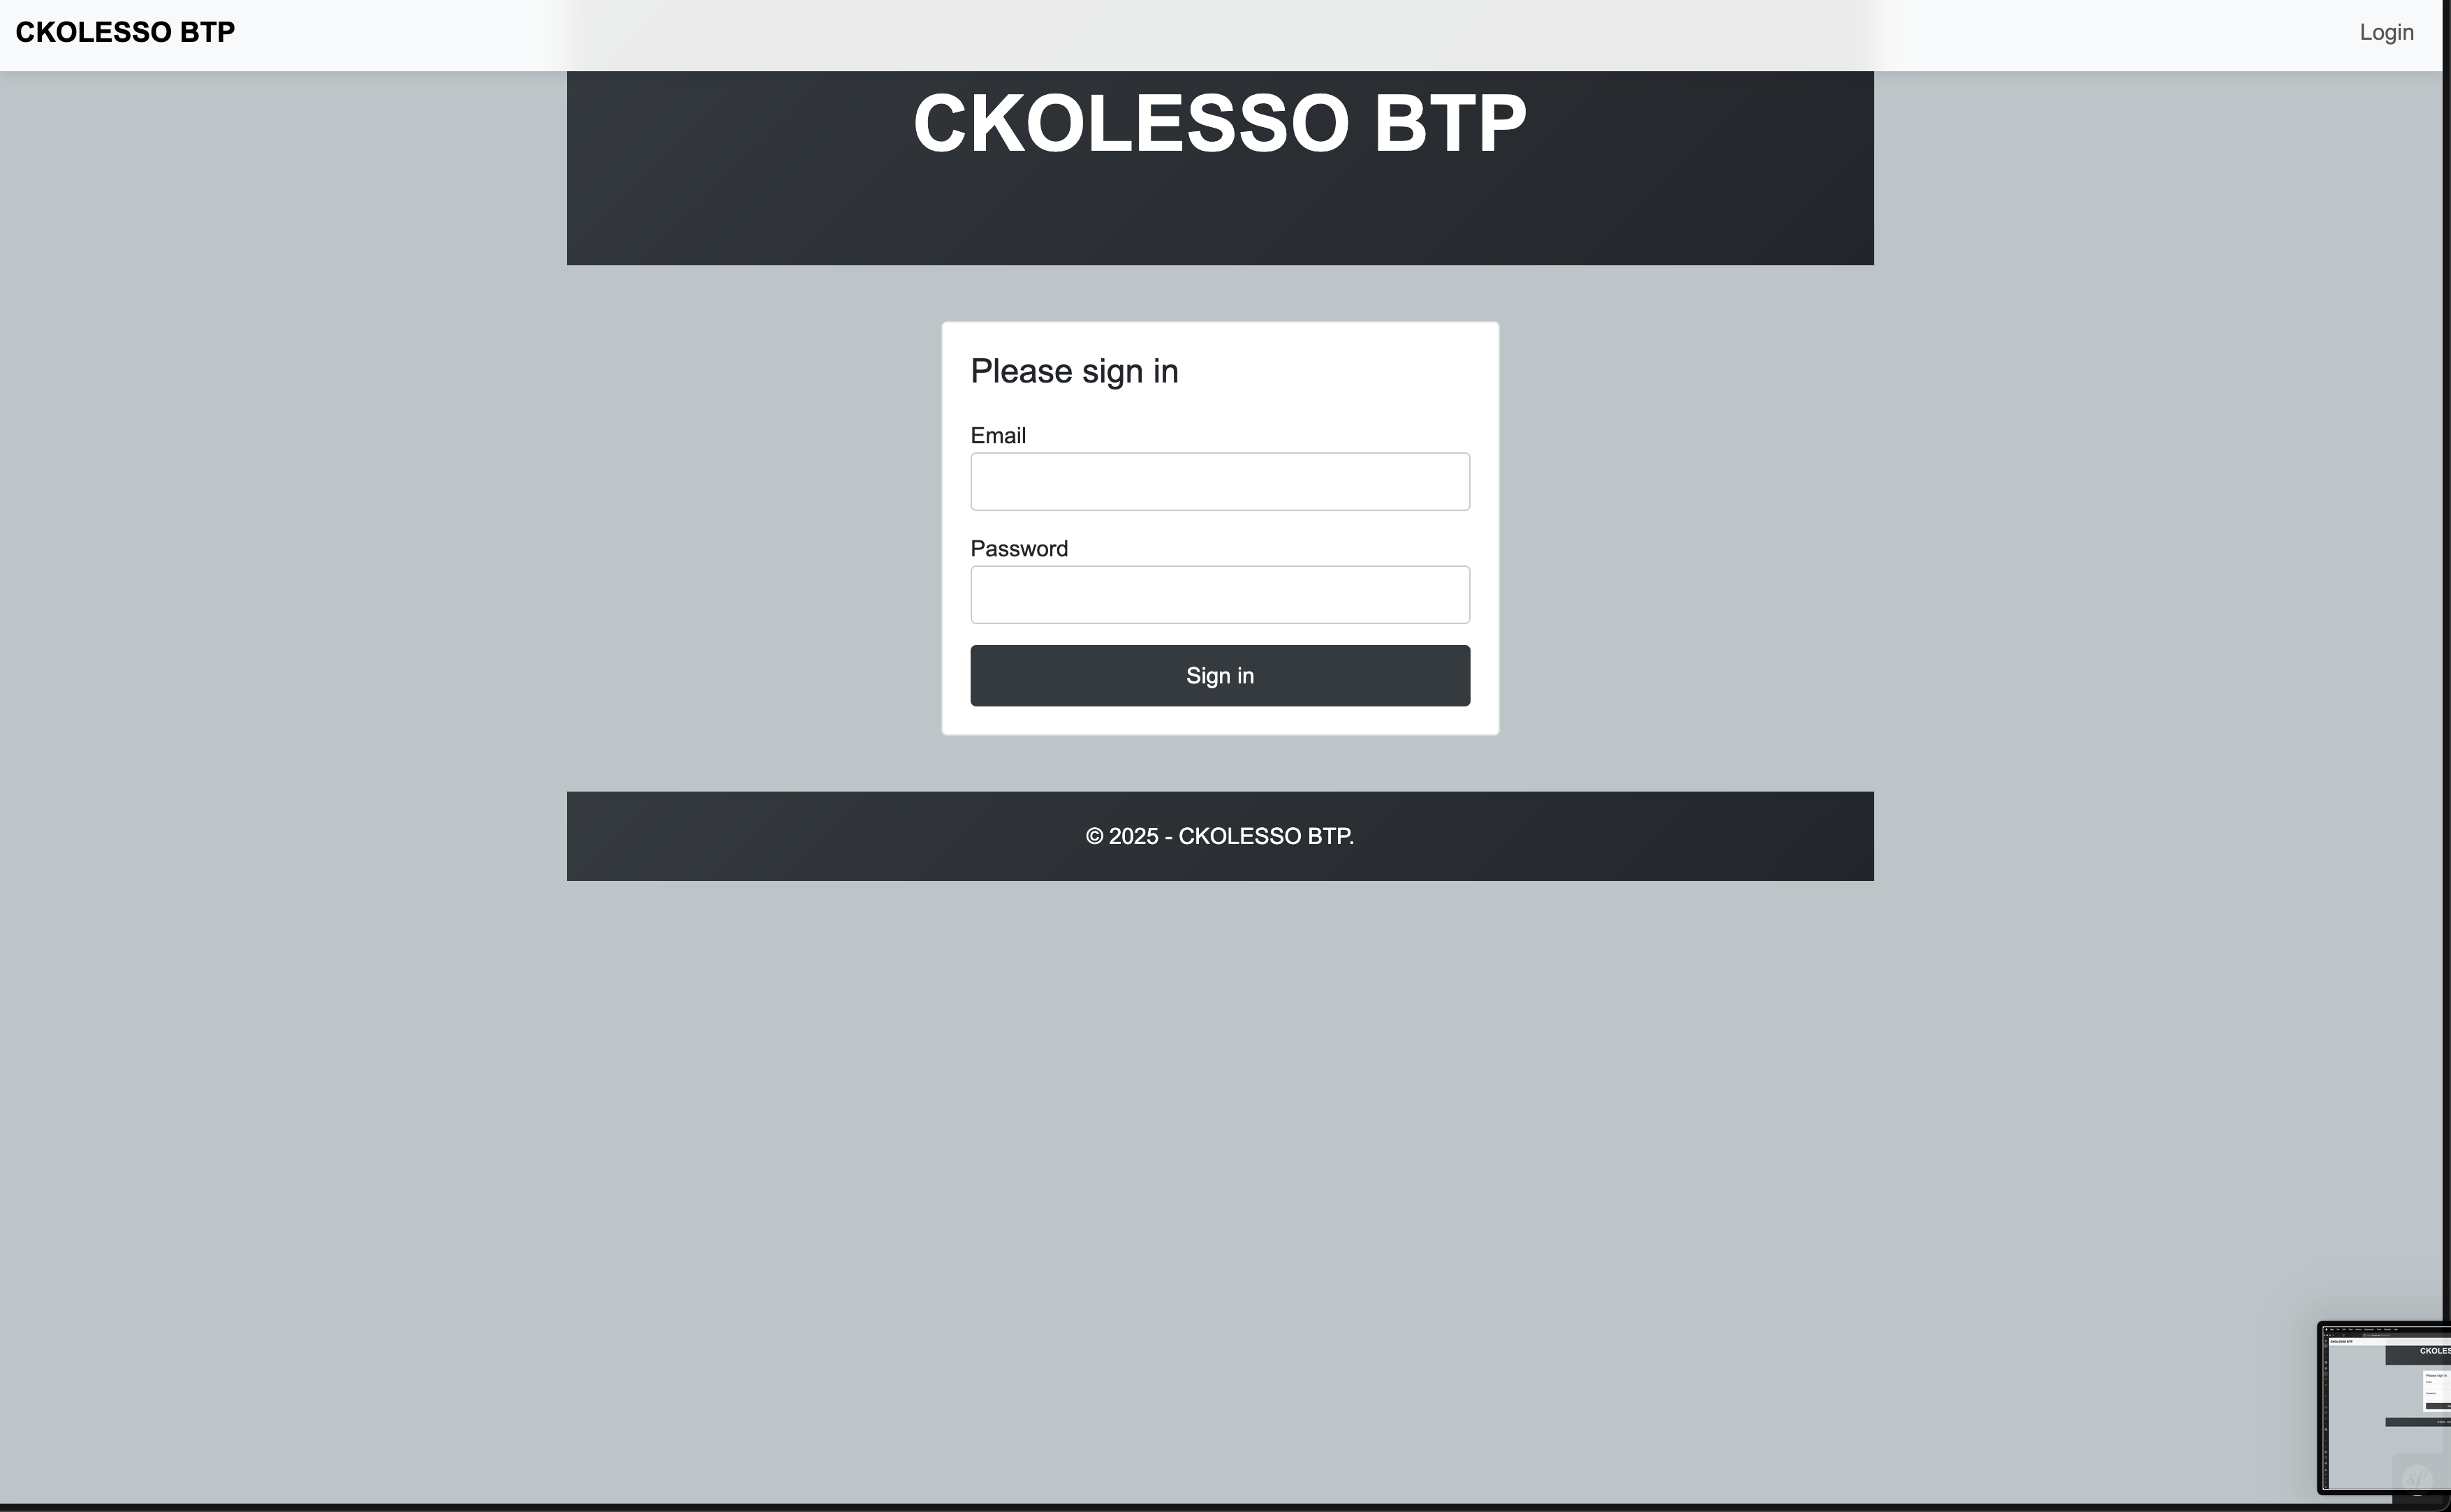 CKOLESSO BTP
Login
CKOLESSO BTP
Please sign in
Email
Password
Sign in
© 2025 - CKOLESSO BTP.